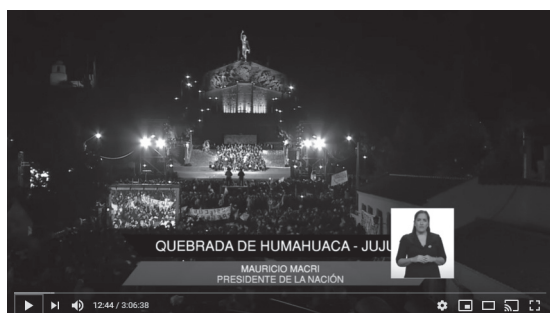 QUEBRADA DE HUMAHUACA - JUJU
MAURICIO MACRI
PRESIDENTE DE LA NACIÓN
12:44 / 3:06:38